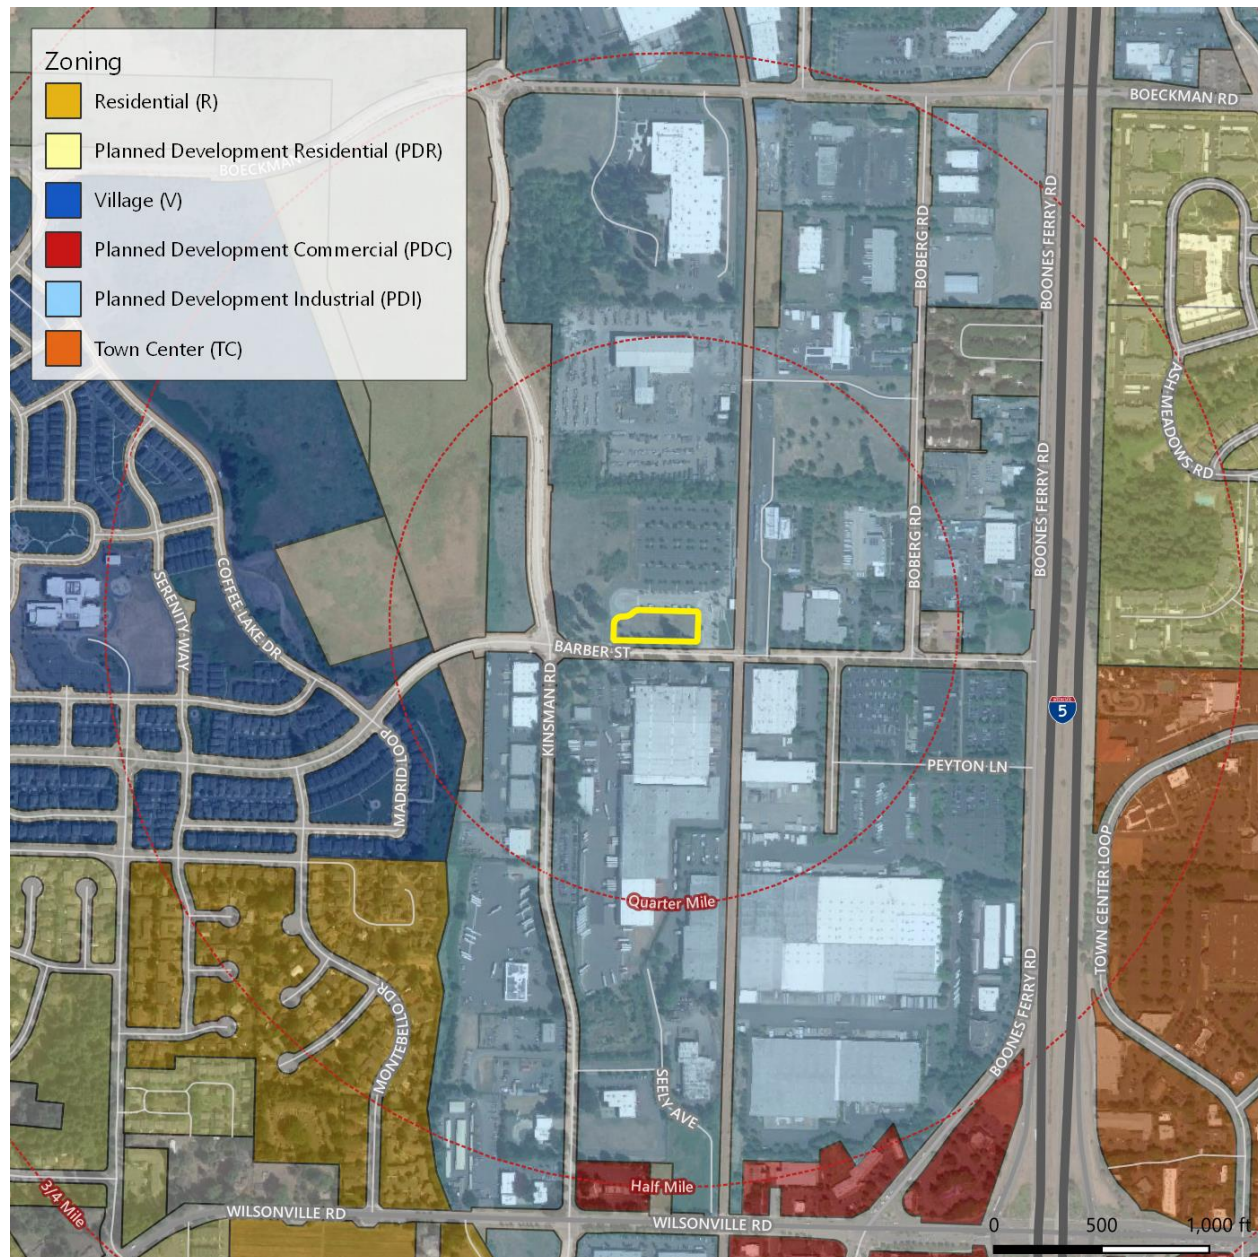 Zoning
Residential (R)
Planned Development Residential (PDR)
Village (V)
Planned Development Commercial (PDC)
Planned Development Industrial (PDI)
Town Center (TC)
BOECKMAN RD
BOECKMAN
BOBERG RD
BOONES FERRY RD
ASH MEADOWS RD
BOONES FERRY RD
BOBERG RD
COFFEE LAKE DR
SERENITY WAY
BARBER ST
KINSMAN RD
LOOP
MADRID LOOP
5
PEYTON LN
TOWN CENTER LOOP
Quarter Mile
MONTEBELLO DR
BOONES FERRY RD
SEELY AVE
Half Mile
3/4 Mile
WILSONVILLE RD
WILSONVILLE RD
0 500 1,000 ft